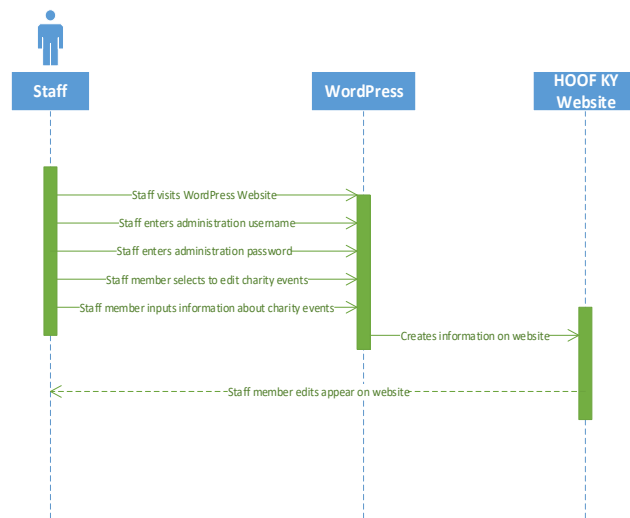 Staff
WordPress
HOOF KY
Website
Staff visits WordPress Website
Staff enters administration username
Staff enters administration password
Staff member selects to edit charity events
Staff member inputs information about charity events
Creates information on website
Staff member edits appear on website